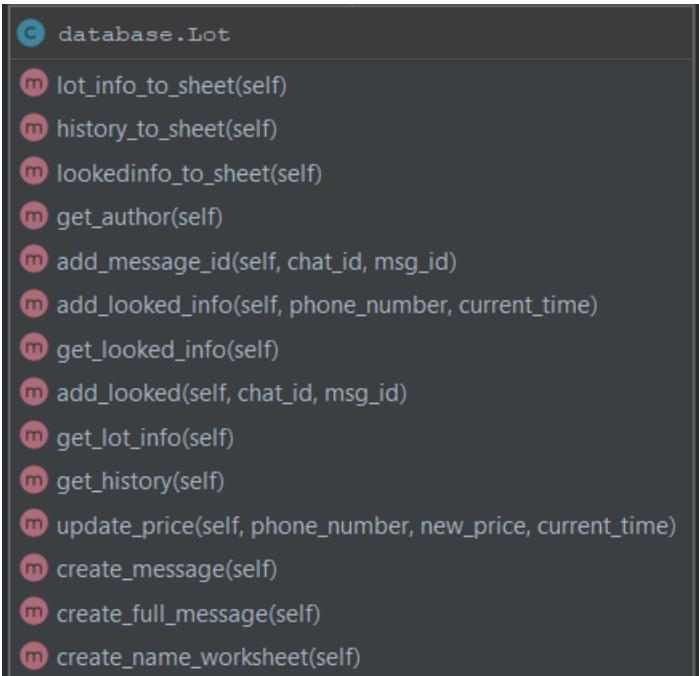 C database.Lot
m lot_info_to_sheet(self)
m history_to_sheet(self)
m lookedinfo_to_sheet(self)
m get_author(self)
m add_message_id(self, chat_id, msg_id)
m add_looked_info(self, phone_number, current_time)
m get_looked_info(self)
m add_looked(self, chat_id, msg_id)
m get_lot_info(self)
m get_history(self)
m update_price(self, phone_number, new_price, current_time)
m create_message(self)
m create_full_message(self)
m create_name_worksheet(self)